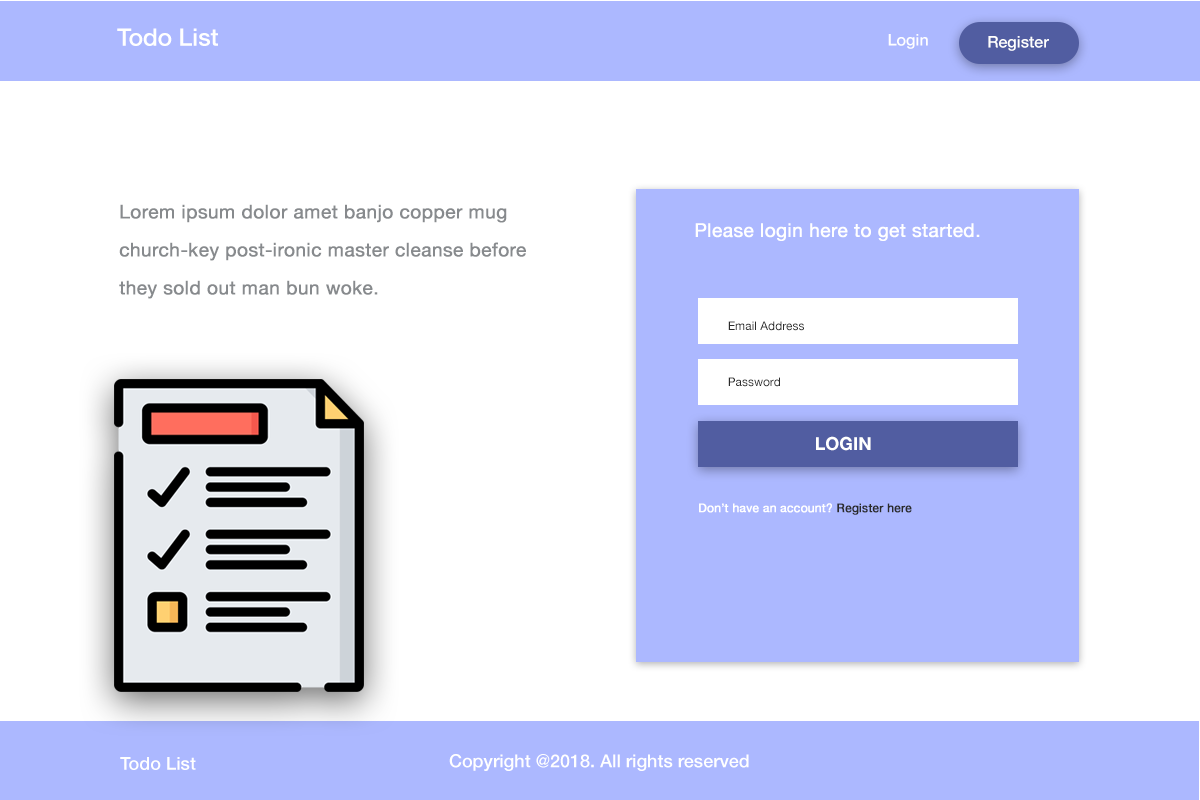 Todo List
Login
Register
Lorem ipsum dolor amet banjo copper mug
church-key post-ironic master cleanse before
they sold out man bun woke.
Please login here to get started.
Email Address
Password
LOGIN
Don't have an account? Register here
Todo List
Copyright @2018. All rights reserved